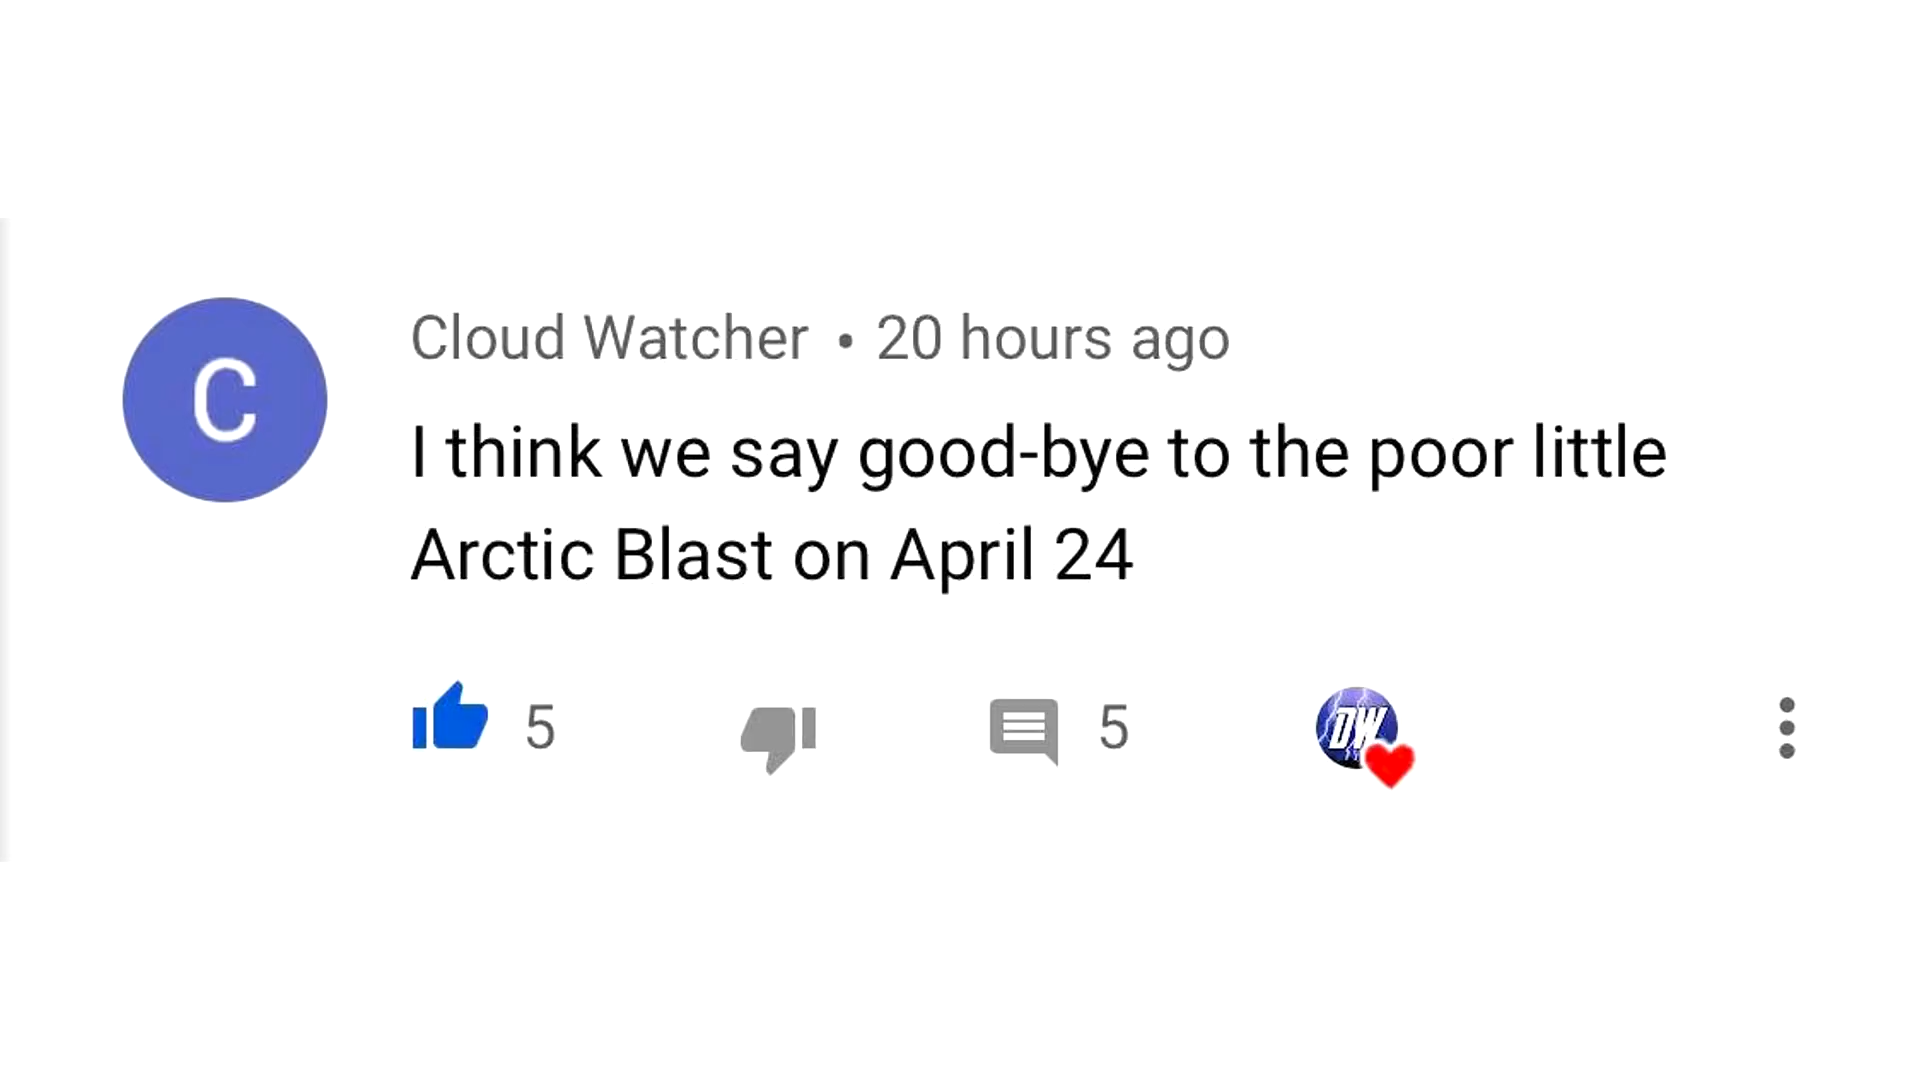 C
Cloud Watcher • 20 hours ago
I think we say good-bye to the poor little
Arctic Blast on April 24
5 5 DW